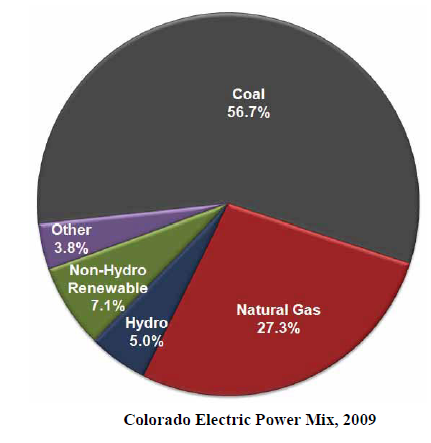 Coal
56.7%
Other
3.8%
Non-Hydro
Renewable
7.1%
Hydro
5.0%
Natural Gas
27.3%
Colorado Electric Power Mix, 2009